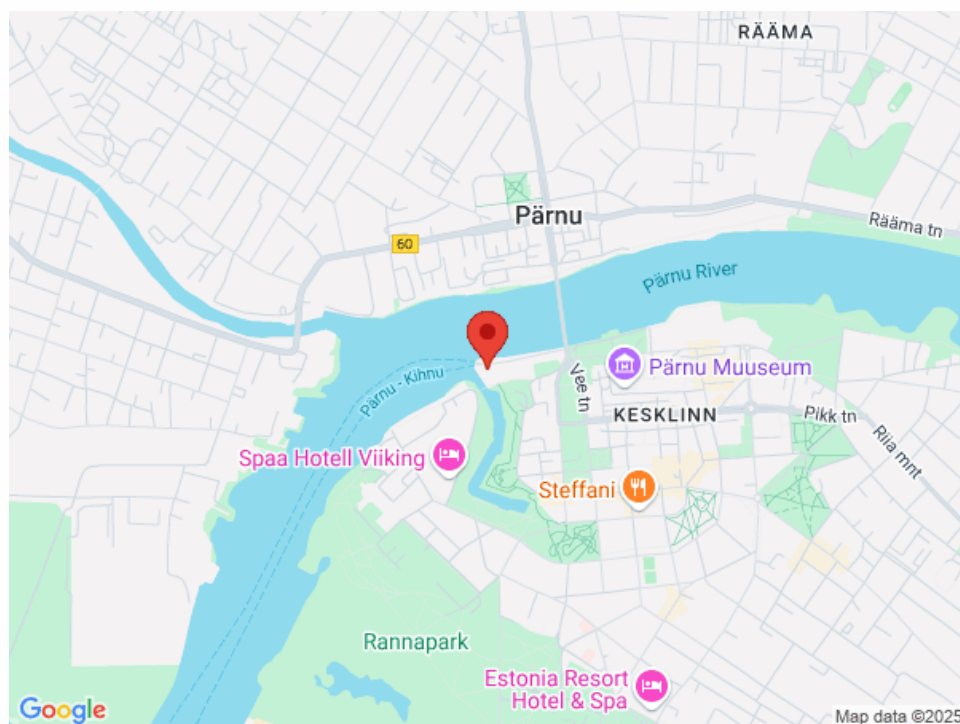 RÄÄMA
Pärnu
Rääma tn
60
Pärnu River
Pärnu - Kihnu
Vee tn
Pärnu Muuseum
KESKLINN
Pikk tn
Riia mnt
Spaa Hotell Viiking
Steffani
Rannapark
Estonia Resort
Hotel & Spa
Google
Map data ©2025